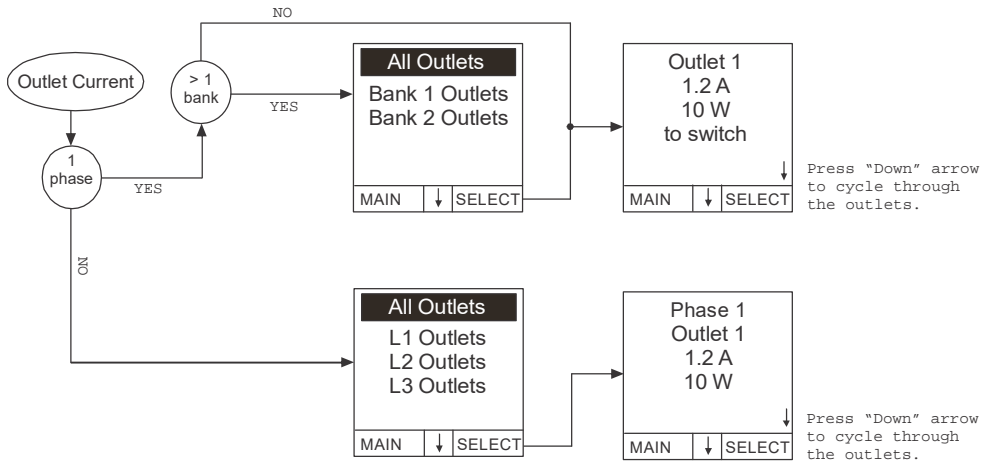 NO
Outlet Current
> 1
bank
YES
1
phase
YES
NO
All Outlets
Bank 1 Outlets
Bank 2 Outlets
MAIN ↓ SELECT
Outlet 1
1.2 A
10 W
to switch
↓
MAIN ↓ SELECT
Press “Down” arrow
to cycle through
the outlets.
All Outlets
L1 Outlets
L2 Outlets
L3 Outlets
MAIN ↓ SELECT
Phase 1
Outlet 1
1.2 A
10 W
↓
MAIN ↓ SELECT
Press “Down” arrow
to cycle through
the outlets.